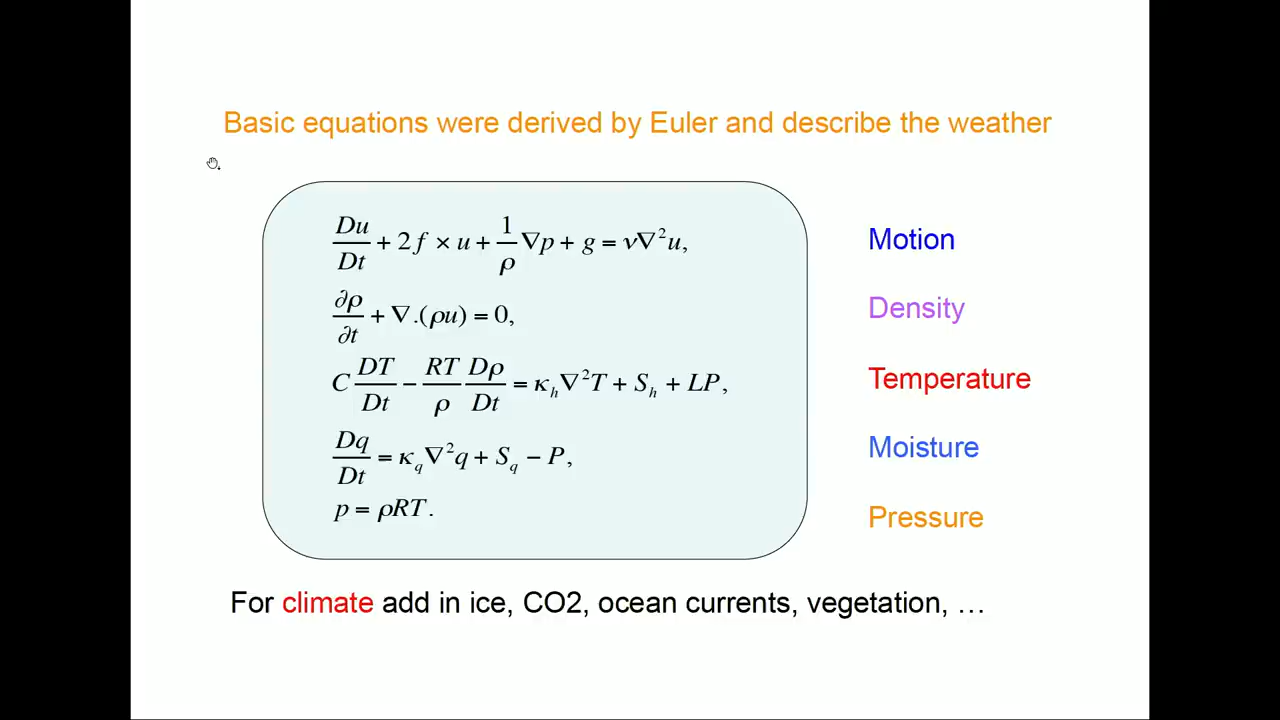 Basic equations were derived by Euler and describe the weather
Du/Dt + 2f × u + 1/ρ ∇p + g = ν∇²u,
Motion
∂ρ/∂t + ∇.(ρu) = 0,
Density
C DT/Dt − RT/ρ Dρ/Dt = κₕ∇²T + Sₕ + LP,
Temperature
Dq/Dt = κ_q∇²q + S_q − P,
Moisture
p = ρRT.
Pressure
For climate add in ice, CO2, ocean currents, vegetation, …